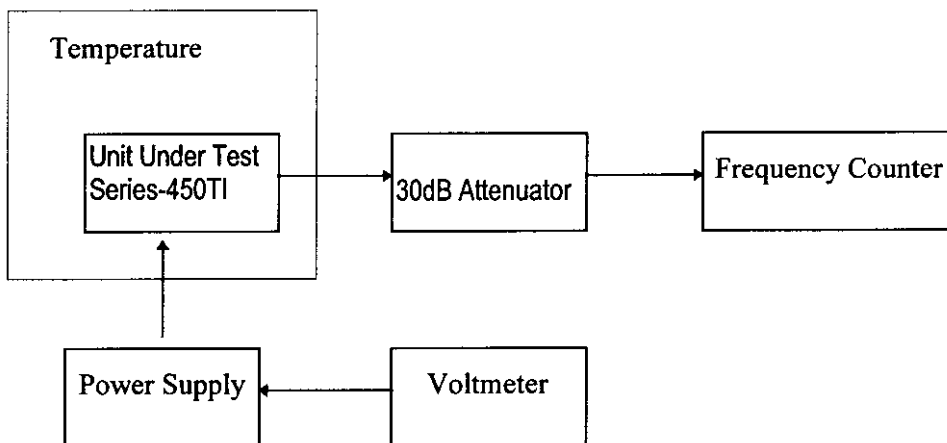 Temperature
Unit Under Test
Series-450TI
30dB Attenuator
Frequency Counter
Power Supply
Voltmeter